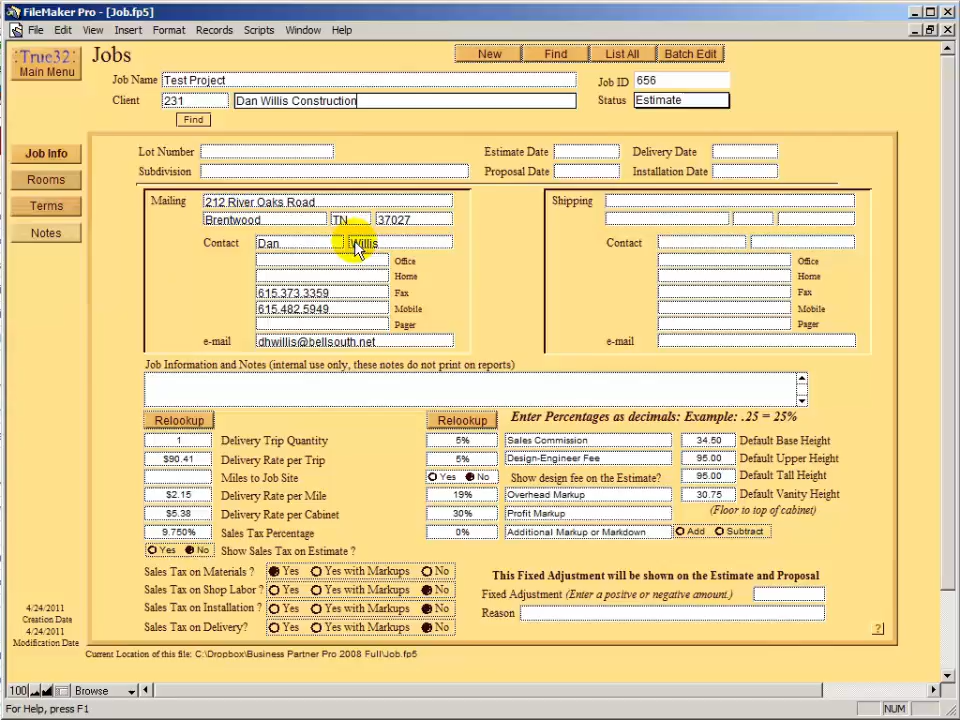 FileMaker Pro - [Job.fp5]
File Edit View Insert Format Records Scripts Window Help
True32
Main Menu
Jobs
New Find List All Batch Edit
Job Name Test Project Job ID 656
Client 231 Dan Willis Construction Status Estimate
Find
Job Info
Rooms
Terms
Notes
Lot Number Estimate Date Delivery Date
Subdivision Proposal Date Installation Date
Mailing 212 River Oaks Road Shipping
Brentwood TN 37027
Contact Dan Willis Contact
Office Office
Home Home
615.373.3359 Fax Fax
615.482.5949 Mobile Mobile
Pager Pager
e-mail dhwillis@bellsouth.net e-mail
Job Information and Notes (internal use only, these notes do not print on reports)
Relookup Relookup Enter Percentages as decimals: Example: .25 = 25%
1 Delivery Trip Quantity 5% Sales Commission 34.50 Default Base Height
$90.41 Delivery Rate per Trip 5% Design-Engineer Fee 95.00 Default Upper Height
Miles to Job Site Yes No Show design fee on the Estimate? 95.00 Default Tall Height
$2.15 Delivery Rate per Mile 19% Overhead Markup 30.75 Default Vanity Height
$5.38 Delivery Rate per Cabinet 30% Profit Markup (Floor to top of cabinet)
9.750% Sales Tax Percentage 0% Additional Markup or Markdown Add Subtract
Yes No Show Sales Tax on Estimate ?
Sales Tax on Materials ? Yes Yes with Markups No This Fixed Adjustment will be shown on the Estimate and Proposal
Sales Tax on Shop Labor ? Yes Yes with Markups No Fixed Adjustment (Enter a positve or negative amount.)
Sales Tax on Installation ? Yes Yes with Markups No Reason
Sales Tax on Delivery? Yes Yes with Markups No ?
4/24/2011
Creation Date
4/24/2011
Modification Date
Current Location of this file: C:\Dropbox\Business Partner Pro 2008 Full\Job.fp5
100 Browse
For Help, press F1 NUM